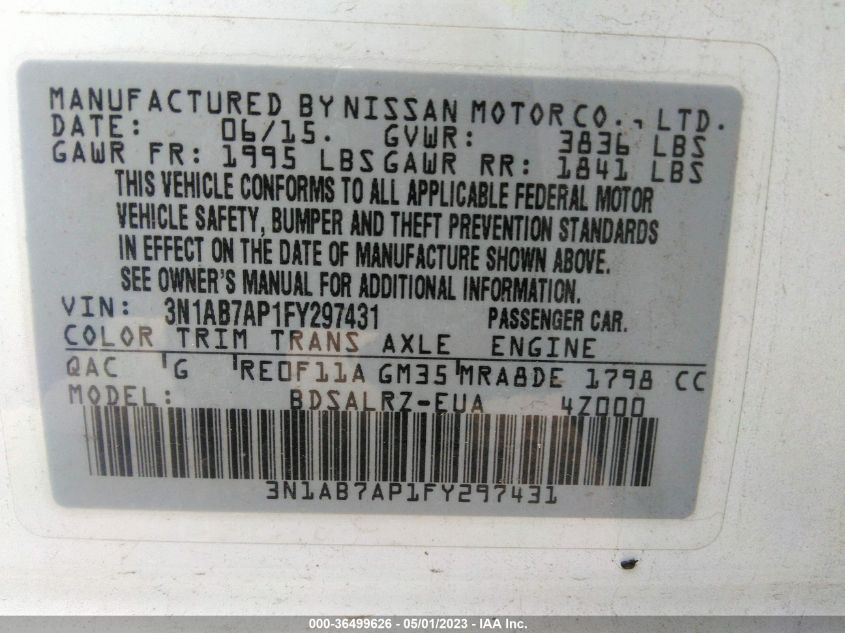 MANUFACTURED BY NISSAN MOTOR CO., LTD.
DATE: 06/15. GVWR: 3836 LBS
GAWR FR: 1995 LBS GAWR RR: 1841 LBS
THIS VEHICLE CONFORMS TO ALL APPLICABLE FEDERAL MOTOR
VEHICLE SAFETY, BUMPER AND THEFT PREVENTION STANDARDS
IN EFFECT ON THE DATE OF MANUFACTURE SHOWN ABOVE.
SEE OWNER'S MANUAL FOR ADDITIONAL INFORMATION.
VIN: 3N1AB7AP1FY297431 PASSENGER CAR.
COLOR TRIM TRANS AXLE ENGINE
QAC G RE0F11A GM35 MRA8DE 1798 CC
MODEL: BDSALRZ-EUA 4Z000
3N1AB7AP1FY297431
000-36499626 - 05/01/2023 - IAA Inc.